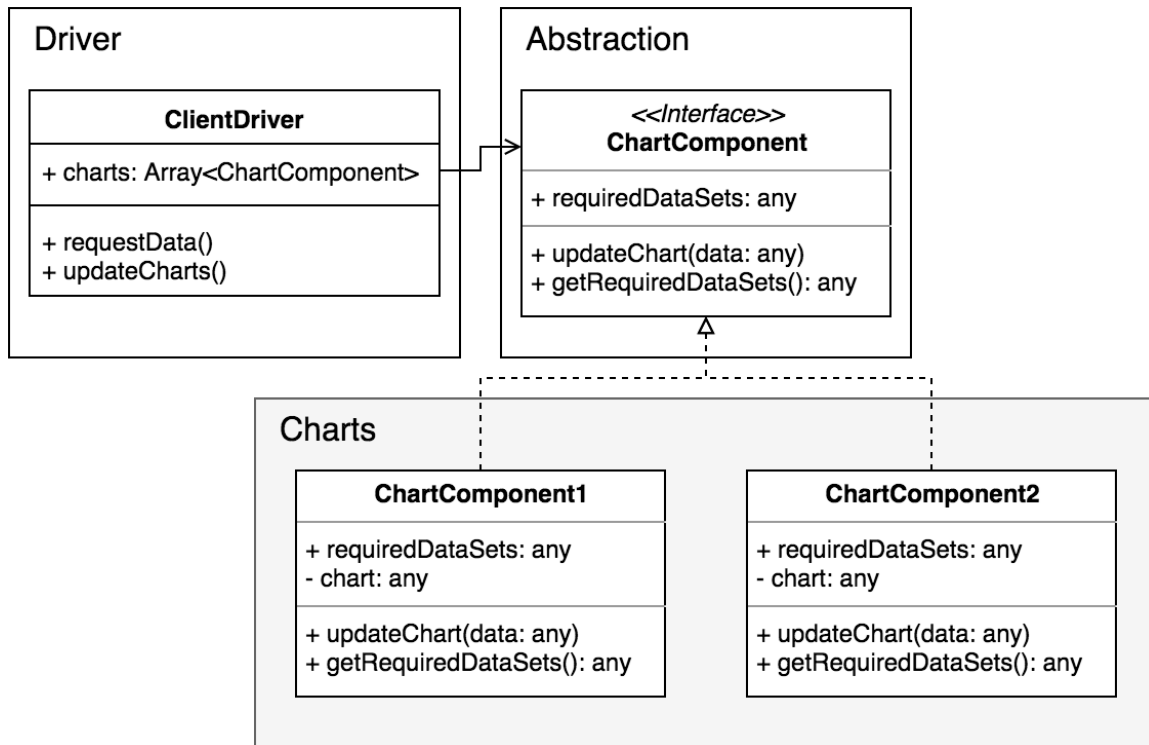 Driver
ClientDriver
+ charts: Array<ChartComponent>
+ requestData()
+ updateCharts()
Abstraction
<<Interface>>
ChartComponent
+ requiredDataSets: any
+ updateChart(data: any)
+ getRequiredDataSets(): any
Charts
ChartComponent1
+ requiredDataSets: any
- chart: any
+ updateChart(data: any)
+ getRequiredDataSets(): any
ChartComponent2
+ requiredDataSets: any
- chart: any
+ updateChart(data: any)
+ getRequiredDataSets(): any